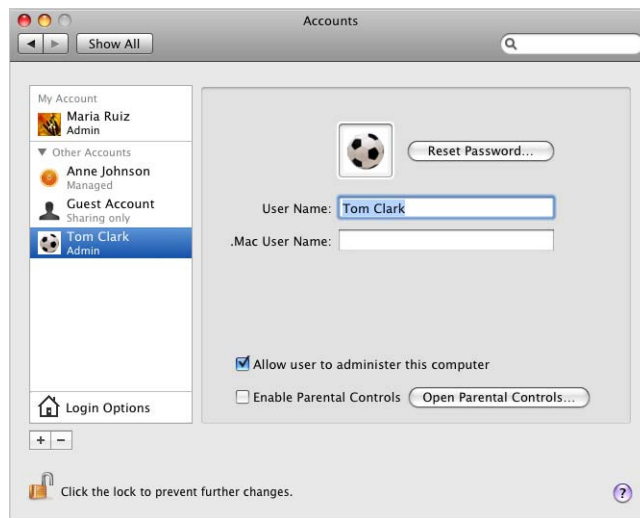 Accounts
Show All
My Account
Maria Ruiz
Admin
Other Accounts
Anne Johnson
Managed
Guest Account
Sharing only
Tom Clark
Admin
Login Options
Reset Password...
User Name: Tom Clark
.Mac User Name:
Allow user to administer this computer
Enable Parental Controls Open Parental Controls...
+ −
Click the lock to prevent further changes.
?